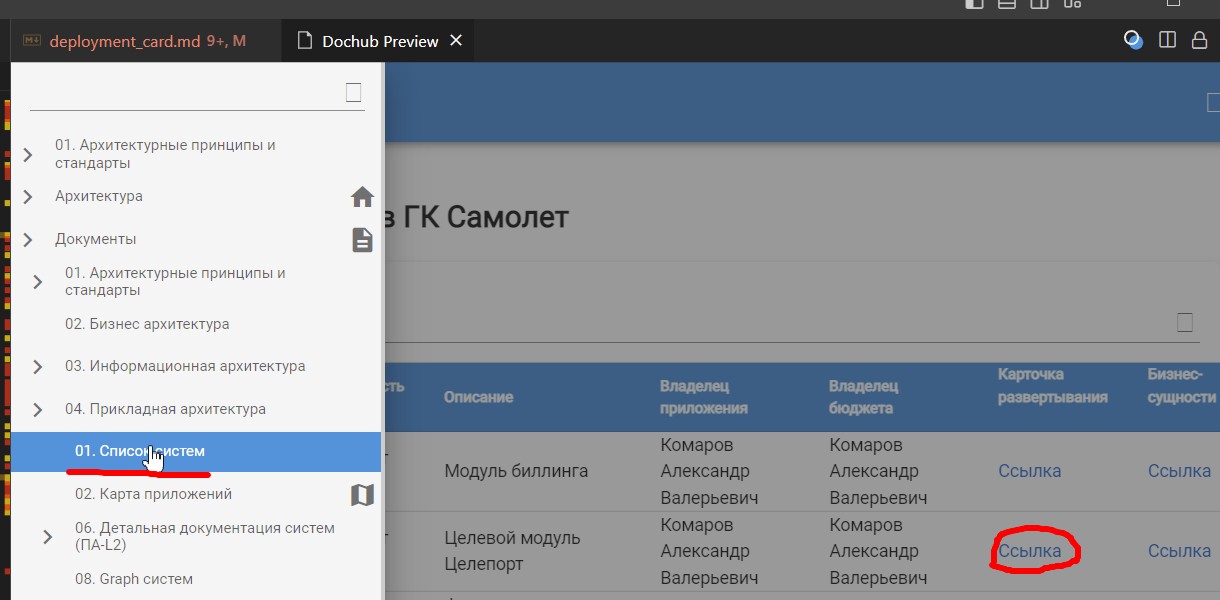 deployment_card.md 9+, M
Dochub Preview
01. Архитектурные принципы и
стандарты
Архитектура
Документы
01. Архитектурные принципы и
стандарты
02. Бизнес архитектура
03. Информационная архитектура
04. Прикладная архитектура
01. Список систем
02. Карта приложений
06. Детальная документация систем
(ПА-L2)
08. Graph систем
в ГК Самолет
сть
Описание
Владелец
приложения
Владелец
бюджета
Карточка
развертывания
Бизнес-
сущности
Модуль биллинга
Комаров
Александр
Валерьевич
Комаров
Александр
Валерьевич
Ссылка
Ссылка
Целевой модуль
Целепорт
Комаров
Александр
Валерьевич
Комаров
Александр
Валерьевич
Ссылка
Ссылка